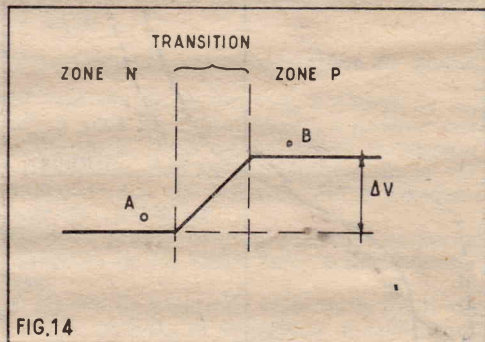 TRANSITION
ZONE N
ZONE P
B
A
ΔV
FIG.14